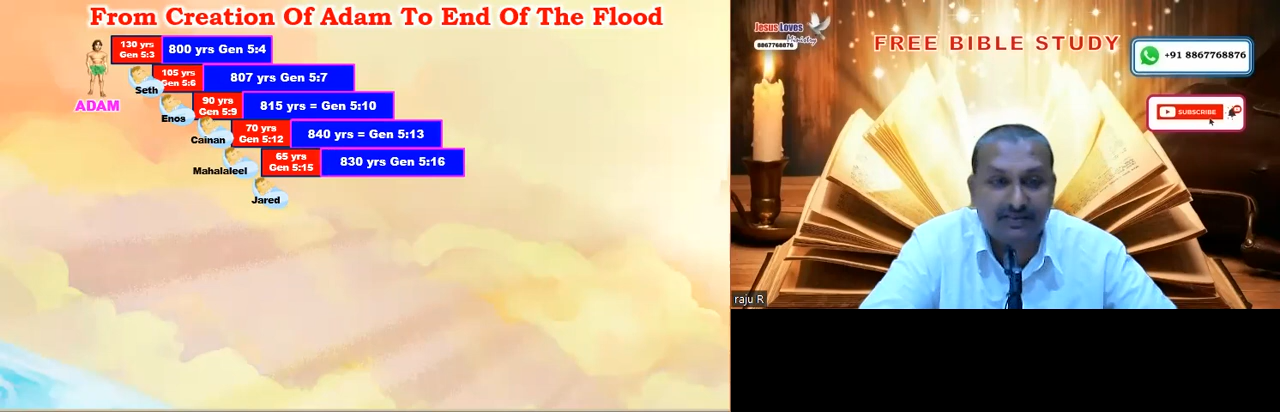 From Creation Of Adam To End Of The Flood
130 yrs
Gen 5:3
800 yrs Gen 5:4
ADAM
105 yrs
Gen 5:6
807 yrs Gen 5:7
Seth
90 yrs
Gen 5:9
815 yrs = Gen 5:10
Enos
70 yrs
Gen 5:12
840 yrs = Gen 5:13
Cainan
65 yrs
Gen 5:15
830 yrs Gen 5:16
Mahalaleel
Jared
Jesus Loves
Ministry
8867768876
FREE BIBLE STUDY
+91 8867768876
SUBSCRIBE
raju R